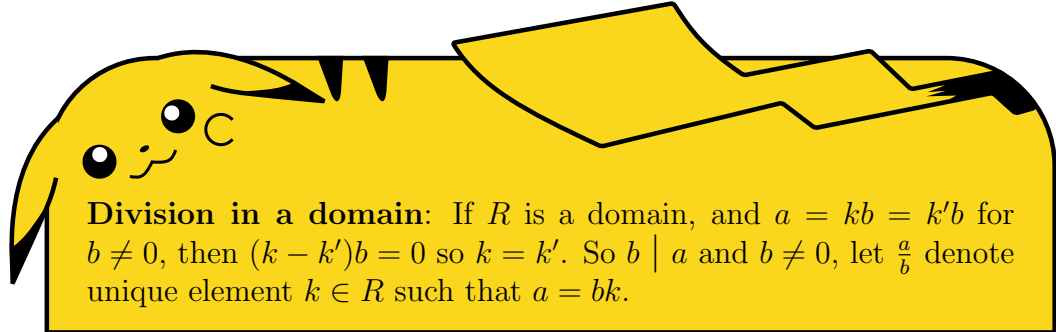 Division in a domain: If R is a domain, and a = kb = k′b for
b ≠ 0, then (k − k′)b = 0 so k = k′. So b | a and b ≠ 0, let a/b denote
unique element k ∈ R such that a = bk.